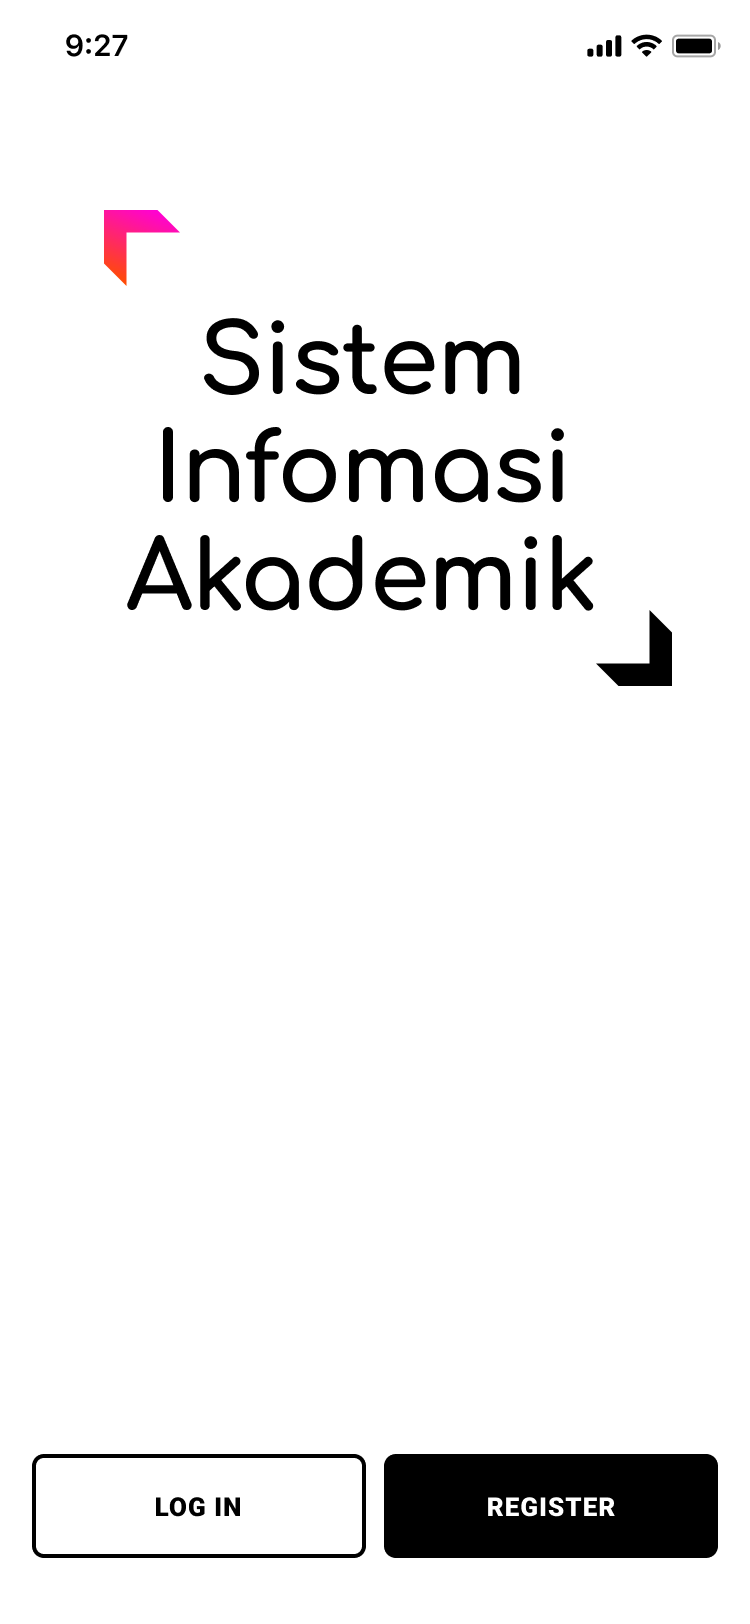 9:27
Sistem
Infomasi
Akademik
LOG IN
REGISTER